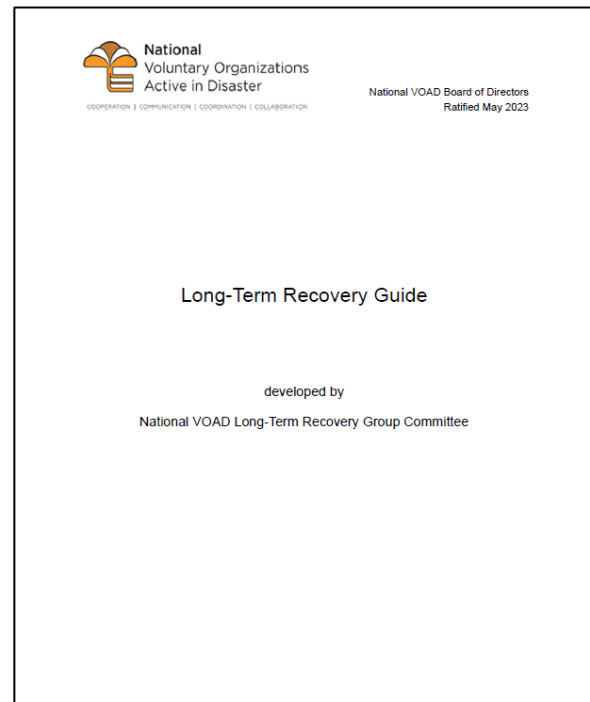 National
Voluntary Organizations
Active in Disaster
COOPERATION | COMMUNICATION | COORDINATION | COLLABORATION
National VOAD Board of Directors
Ratified May 2023
Long-Term Recovery Guide
developed by
National VOAD Long-Term Recovery Group Committee